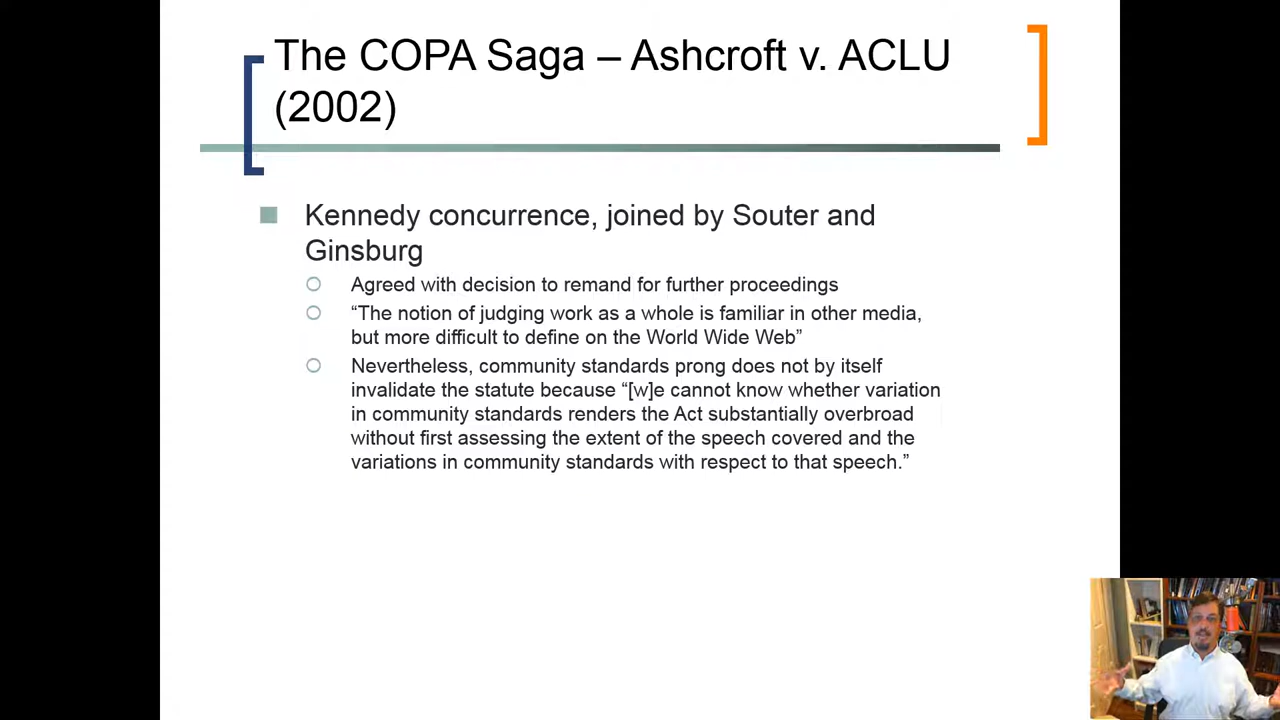 The COPA Saga – Ashcroft v. ACLU
(2002)
Kennedy concurrence, joined by Souter and
Ginsburg
Agreed with decision to remand for further proceedings
“The notion of judging work as a whole is familiar in other media,
but more difficult to define on the World Wide Web”
Nevertheless, community standards prong does not by itself
invalidate the statute because “[w]e cannot know whether variation
in community standards renders the Act substantially overbroad
without first assessing the extent of the speech covered and the
variations in community standards with respect to that speech.”